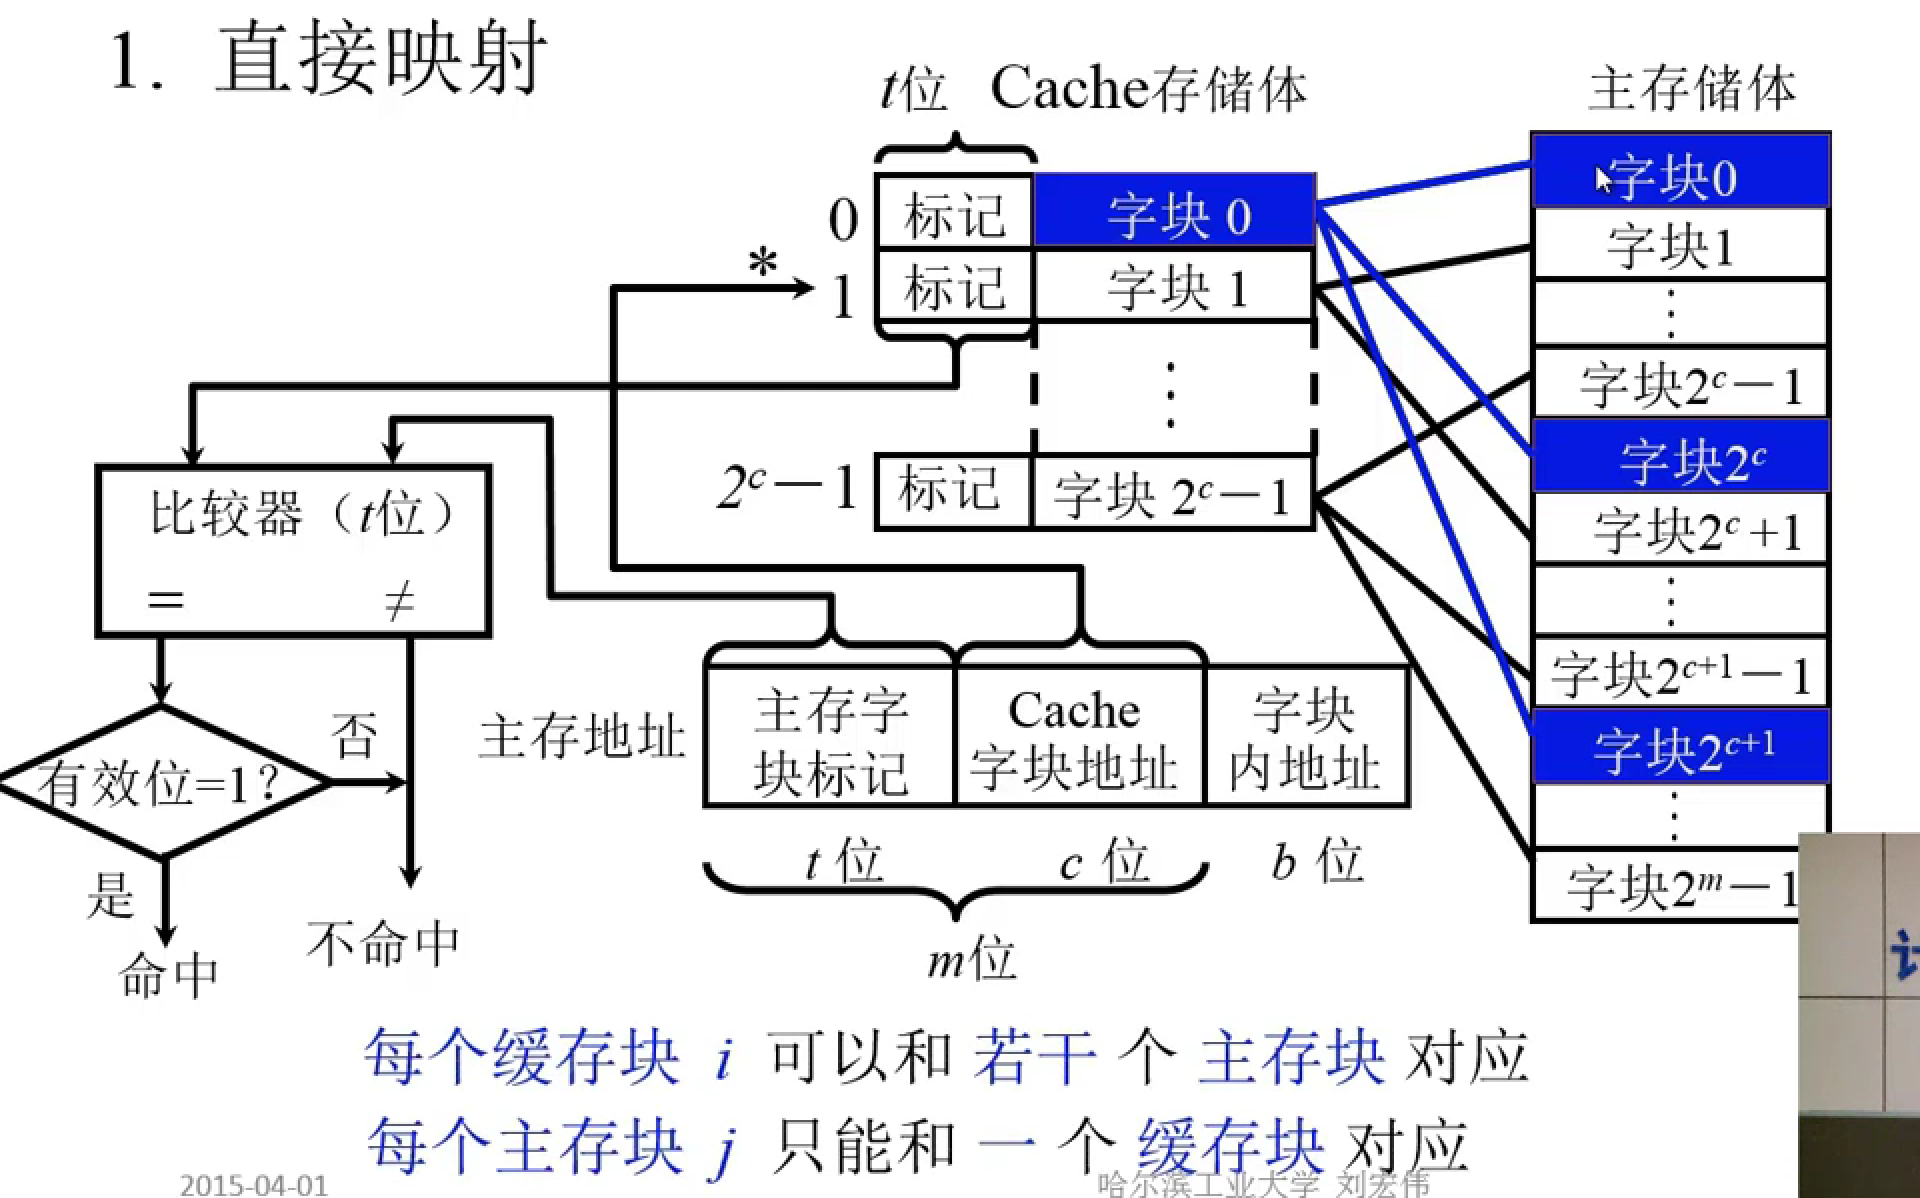 1. 直接映射
t位 Cache存储体 主存储体
0 标记 字块 0
* 1 标记 字块 1
⋮
2ᶜ－1 标记 字块 2ᶜ－1
字块0
字块1
⋮
字块2ᶜ－1
字块2ᶜ
字块2ᶜ+1
⋮
字块2ᶜ⁺¹－1
字块2ᶜ⁺¹
⋮
字块2ᵐ－1
比较器（t位）
= ≠
有效位=1？
否
是
命中
不命中
主存地址
主存字
块标记
Cache
字块地址
字块
内地址
t 位 c 位 b 位
m位
每个缓存块 i 可以和 若干 个 主存块 对应
每个主存块 j 只能和 一 个 缓存块 对应
2015-04-01 哈尔滨工业大学 刘宏伟